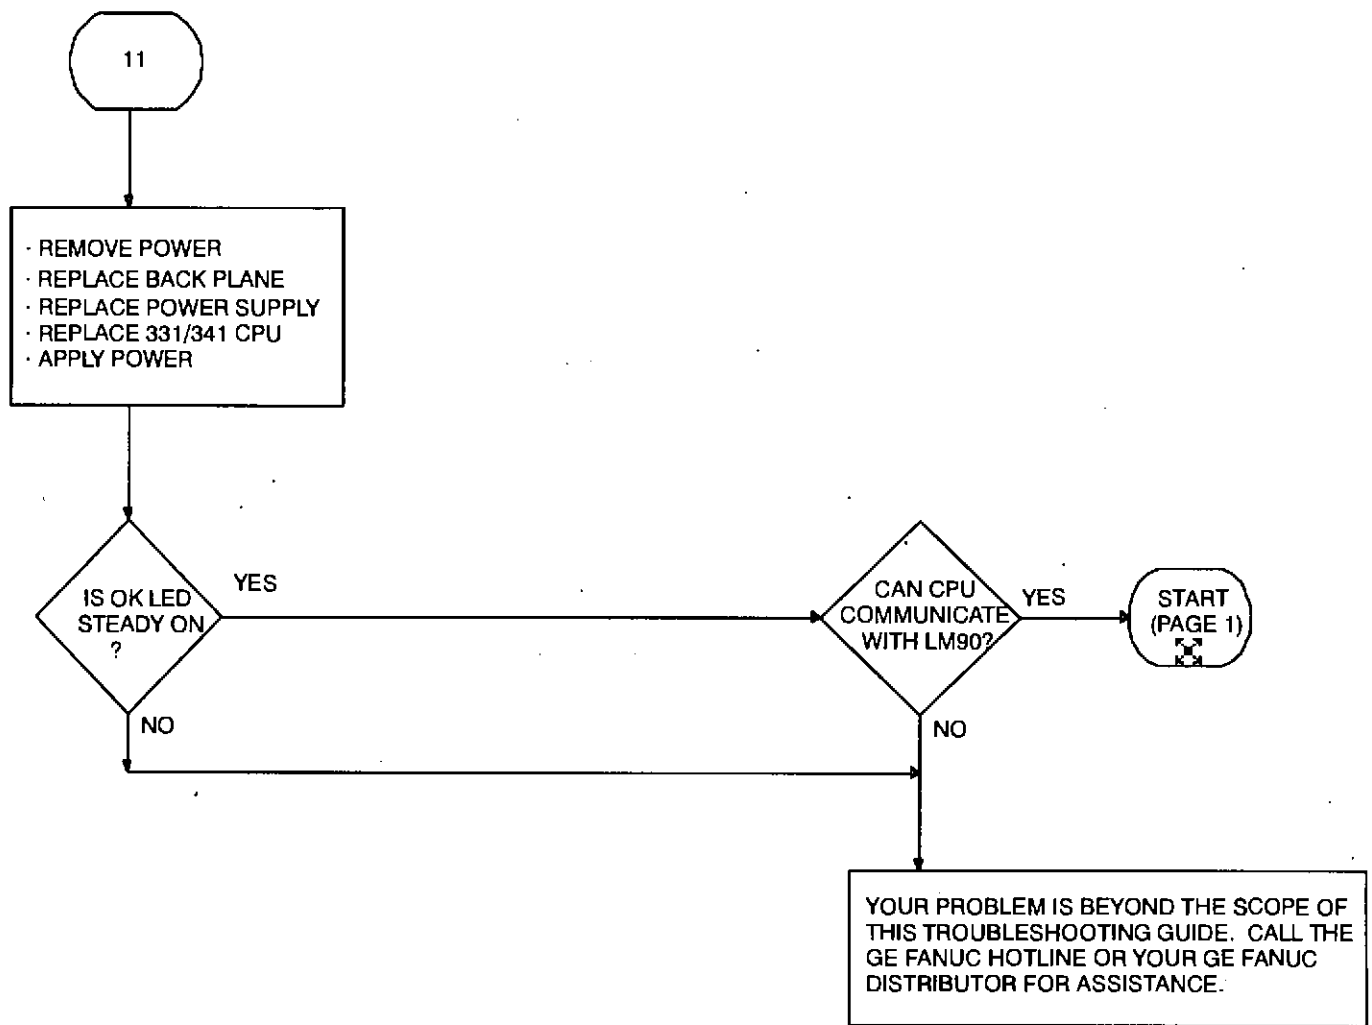 11
· REMOVE POWER
· REPLACE BACK PLANE
· REPLACE POWER SUPPLY
· REPLACE 331/341 CPU
· APPLY POWER
IS OK LED
STEADY ON
?
YES
NO
CAN CPU
COMMUNICATE
WITH LM90?
YES
NO
START
(PAGE 1)
YOUR PROBLEM IS BEYOND THE SCOPE OF
THIS TROUBLESHOOTING GUIDE. CALL THE
GE FANUC HOTLINE OR YOUR GE FANUC
DISTRIBUTOR FOR ASSISTANCE.